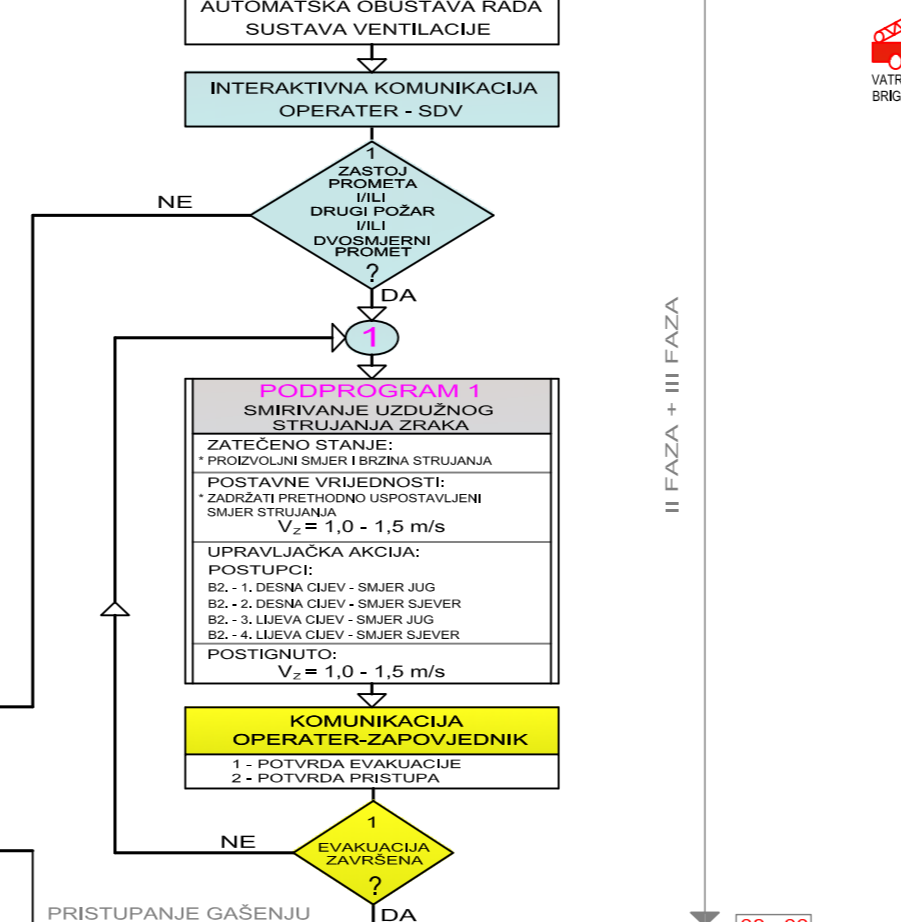 AUTOMATSKA OBUSTAVA RADA
SUSTAVA VENTILACIJE
INTERAKTIVNA KOMUNIKACIJA
OPERATER - SDV
1
ZASTOJ
PROMETA
I/ILI
DRUGI POŽAR
I/ILI
DVOSMJERNI
PROMET
?
NE
DA
1
PODPROGRAM 1
SMIRIVANJE UZDUŽNOG
STRUJANJA ZRAKA
ZATEČENO STANJE:
* PROIZVOLJNI SMJER I BRZINA STRUJANJA
POSTAVNE VRIJEDNOSTI:
* ZADRŽATI PRETHODNO USPOSTAVLJENI
SMJER STRUJANJA
Vz = 1,0 - 1,5 m/s
UPRAVLJAČKA AKCIJA:
POSTUPCI:
B2. - 1. DESNA CIJEV - SMJER JUG
B2. - 2. DESNA CIJEV - SMJER SJEVER
B2. - 3. LIJEVA CIJEV - SMJER JUG
B2. - 4. LIJEVA CIJEV - SMJER SJEVER
POSTIGNUTO:
Vz = 1,0 - 1,5 m/s
KOMUNIKACIJA
OPERATER-ZAPOVJEDNIK
1 - POTVRDA EVAKUACIJE
2 - POTVRDA PRISTUPA
1
EVAKUACIJA
ZAVRŠENA
?
NE
DA
PRISTUPANJE GAŠENJU
II FAZA + III FAZA
VATR
BRIG